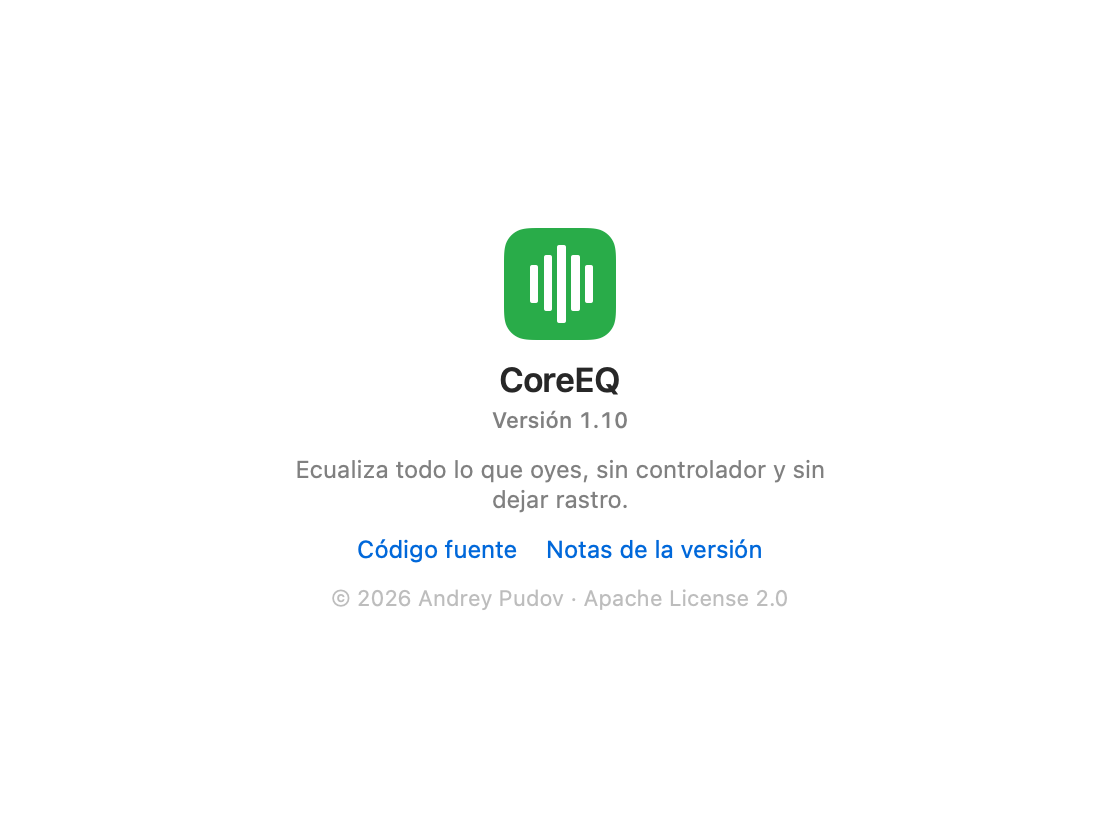 CoreEQ
Versión 1.10
Ecualiza todo lo que oyes, sin controlador y sin
dejar rastro.
Código fuente Notas de la versión
© 2026 Andrey Pudov · Apache License 2.0